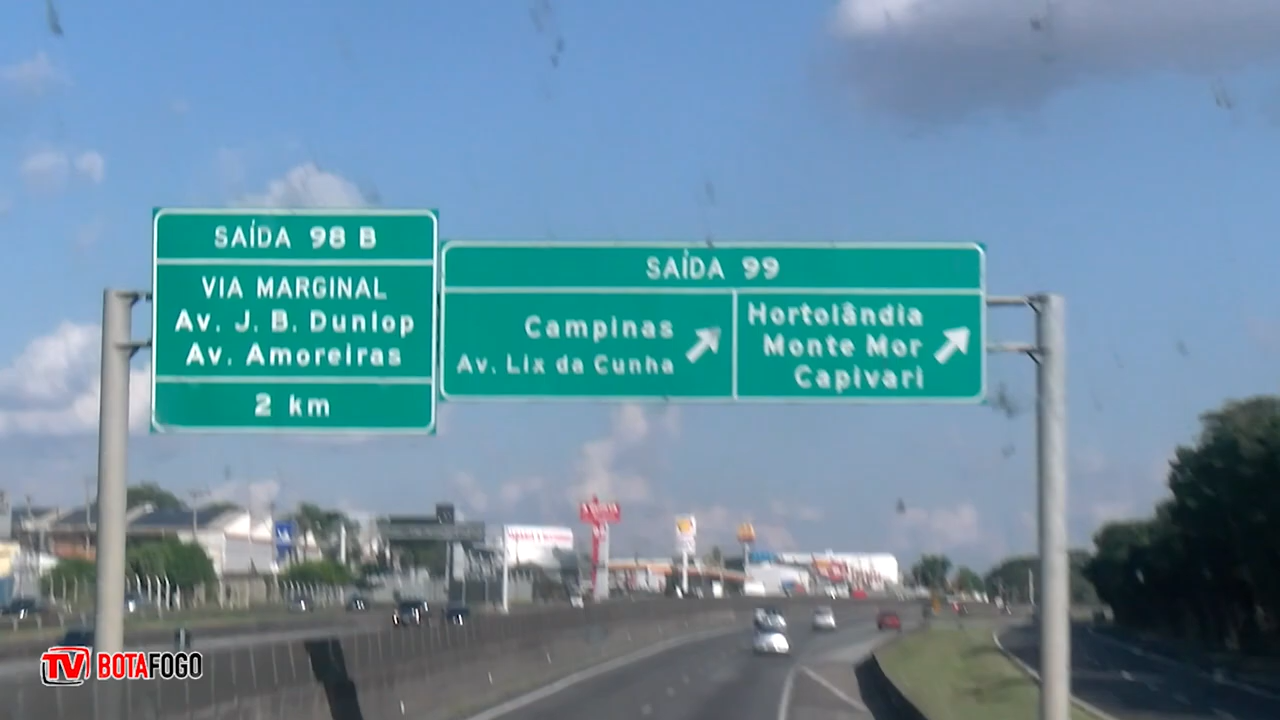 SAÍDA 98 B
VIA MARGINAL
Av. J. B. Dunlop
Av. Amoreiras
2 km
SAÍDA 99
Campinas
Av. Lix da Cunha
Hortolândia
Monte Mor
Capivari
TV BOTAFOGO